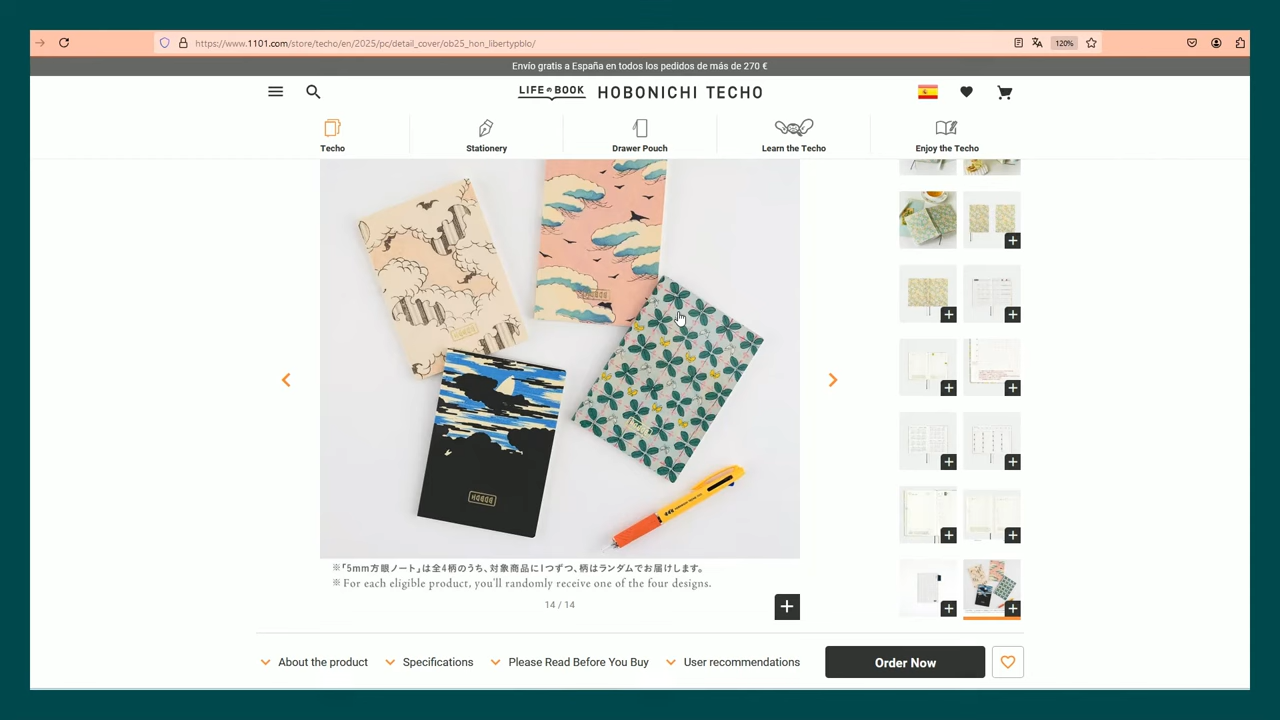 https://www.1101.com/store/techo/en/2025/pc/detail_cover/ob25_hon_libertypblo/
120%
Envío gratis a España en todos los pedidos de más de 270 €
LIFE BOOK HOBONICHI TECHO
Techo
Stationery
Drawer Pouch
Learn the Techo
Enjoy the Techo
※「5mm方眼ノート」は全4柄のうち、対象商品に1つずつ、柄はランダムでお届けします。
※For each eligible product, you'll randomly receive one of the four designs.
14 / 14
About the product
Specifications
Please Read Before You Buy
User recommendations
Order Now